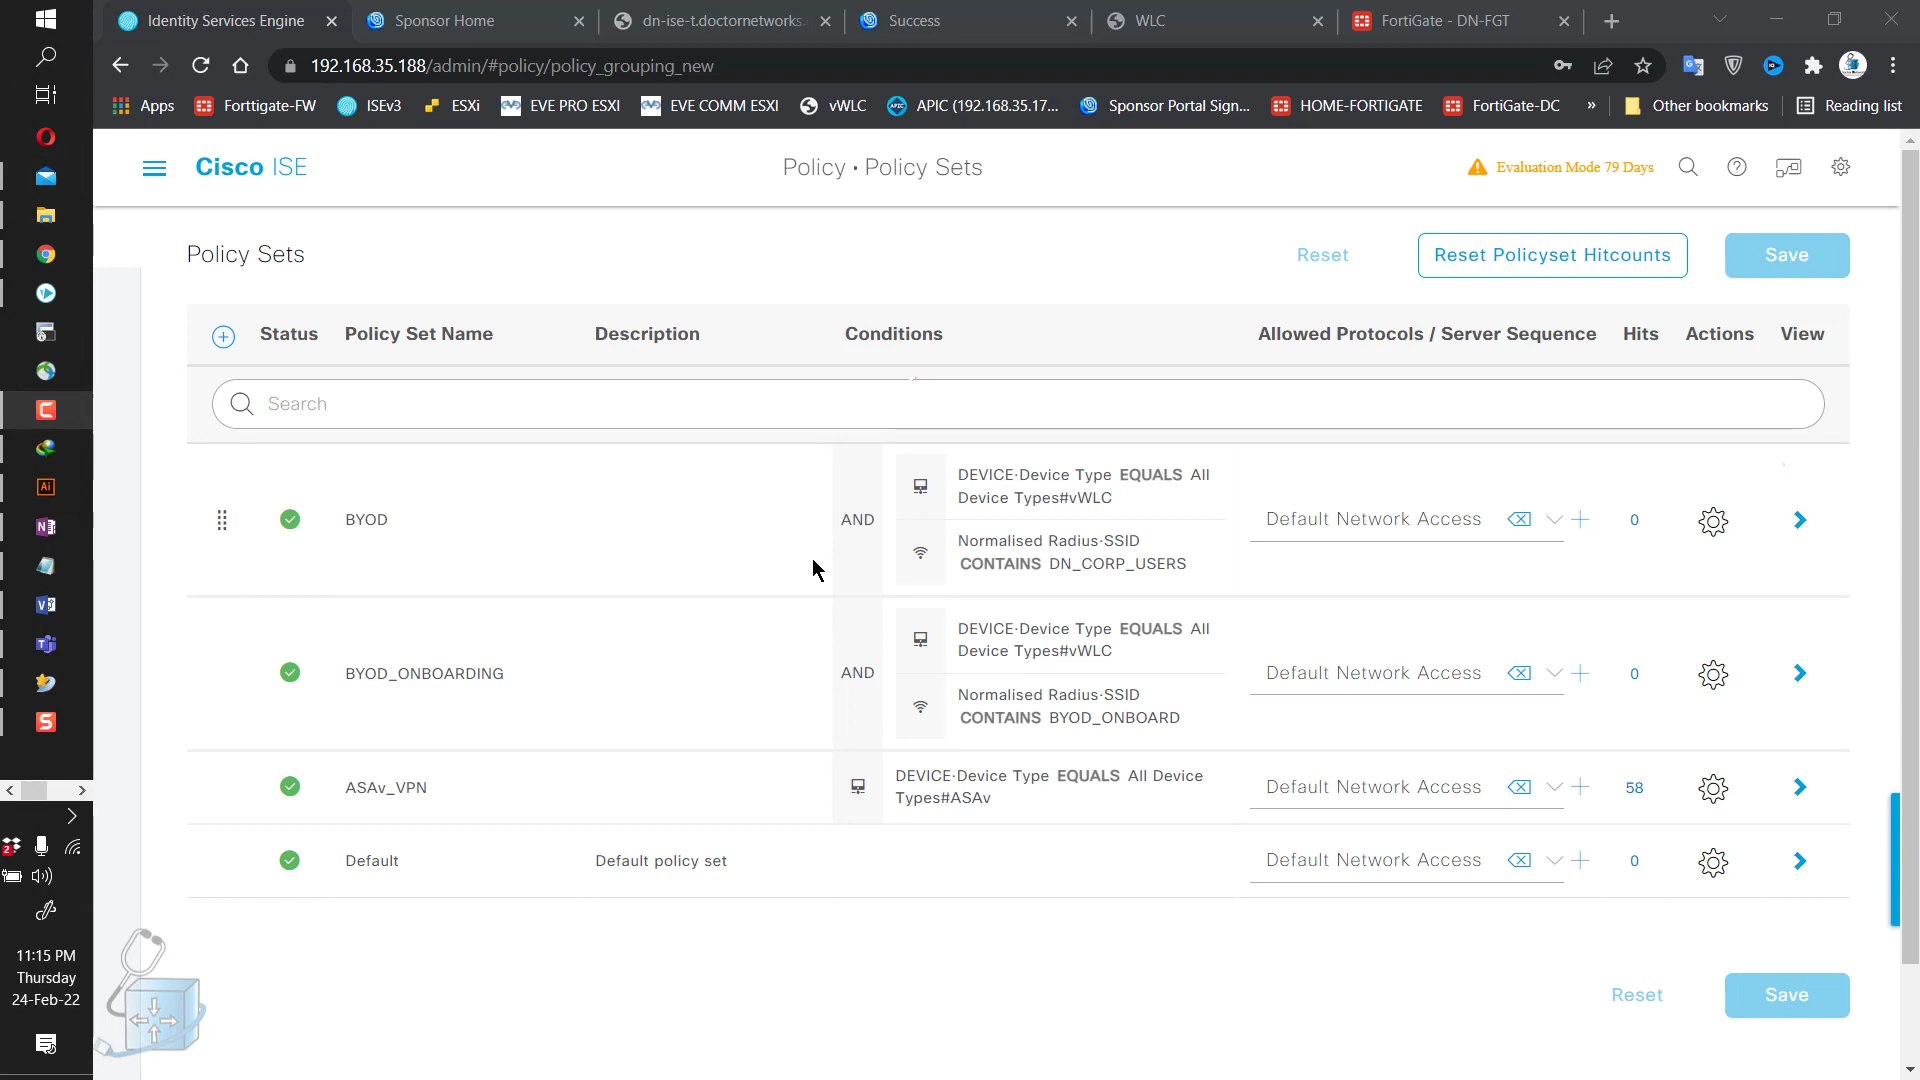 Identity Services Engine
Sponsor Home
dn-ise-t.doctornetworks.
Success
WLC
FortiGate - DN-FGT
192.168.35.188/admin/#policy/policy_grouping_new
Apps
Forttigate-FW
ISEv3
ESXi
EVE PRO ESXI
EVE COMM ESXI
vWLC
APIC (192.168.35.17...
Sponsor Portal Sign...
HOME-FORTIGATE
FortiGate-DC
»
Other bookmarks
Reading list
Cisco ISE
Policy · Policy Sets
Evaluation Mode 79 Days
Policy Sets
Reset
Reset Policyset Hitcounts
Save
Status
Policy Set Name
Description
Conditions
Allowed Protocols / Server Sequence
Hits
Actions
View
Search
BYOD
AND
DEVICE·Device Type EQUALS All
Device Types#vWLC
Normalised Radius·SSID
CONTAINS DN_CORP_USERS
Default Network Access
0
BYOD_ONBOARDING
AND
DEVICE·Device Type EQUALS All
Device Types#vWLC
Normalised Radius·SSID
CONTAINS BYOD_ONBOARD
Default Network Access
0
ASAv_VPN
DEVICE·Device Type EQUALS All Device
Types#ASAv
Default Network Access
58
Default
Default policy set
Default Network Access
0
Reset
Save
2
11:15 PM
Thursday
24-Feb-22